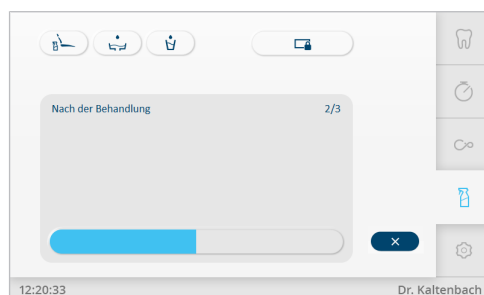 Nach der Behandlung 2/3
12:20:33 Dr. Kaltenbach